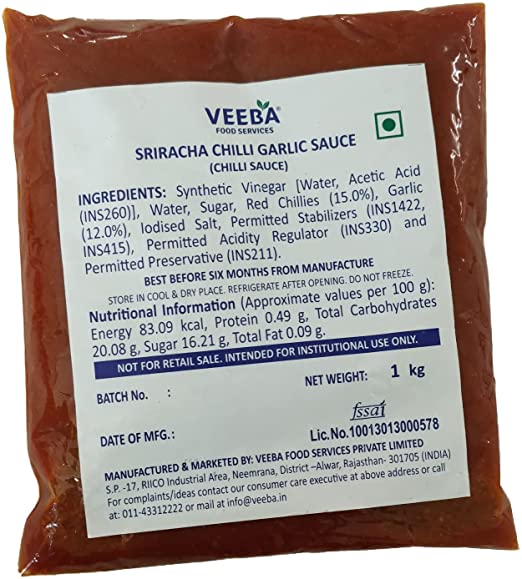 VEEBA®
FOOD SERVICES
SRIRACHA CHILLI GARLIC SAUCE
(CHILLI SAUCE)
INGREDIENTS: Synthetic Vinegar [Water, Acetic Acid
(INS260)], Water, Sugar, Red Chillies (15.0%), Garlic
(12.0%), Iodised Salt, Permitted Stabilizers (INS1422,
INS415), Permitted Acidity Regulator (INS330) and
Permitted Preservative (INS211).
BEST BEFORE SIX MONTHS FROM MANUFACTURE
STORE IN COOL & DRY PLACE. REFRIGERATE AFTER OPENING. DO NOT FREEZE.
Nutritional Information (Approximate values per 100 g):
Energy 83.09 kcal, Protein 0.49 g, Total Carbohydrates
20.08 g, Sugar 16.21 g, Total Fat 0.09 g.
NOT FOR RETAIL SALE. INTENDED FOR INSTITUTIONAL USE ONLY.
BATCH No. :
NET WEIGHT: 1 kg
DATE OF MFG. :
fssai
Lic.No.10013013000578
MANUFACTURED & MARKETED BY: VEEBA FOOD SERVICES PRIVATE LIMITED
S.P. -17, RIICO Industrial Area, Neemrana, District –Alwar, Rajasthan- 301705 (INDIA)
For complaints/ideas contact our consumer care executive at above address or call
at: 011-43312222 or mail at info@veeba.in